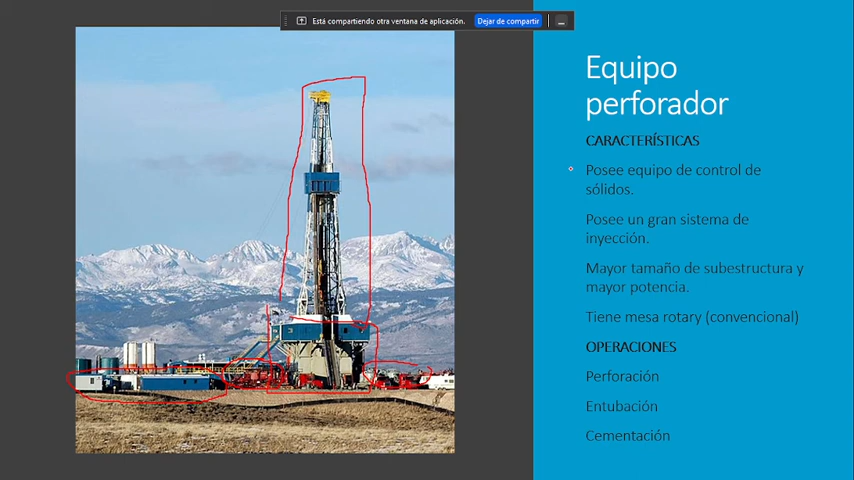 Está compartiendo otra ventana de aplicación. Dejar de compartir
Equipo
perforador
CARACTERÍSTICAS
Posee equipo de control de
sólidos.
Posee un gran sistema de
inyección.
Mayor tamaño de subestructura y
mayor potencia.
Tiene mesa rotary (convencional)
OPERACIONES
Perforación
Entubación
Cementación